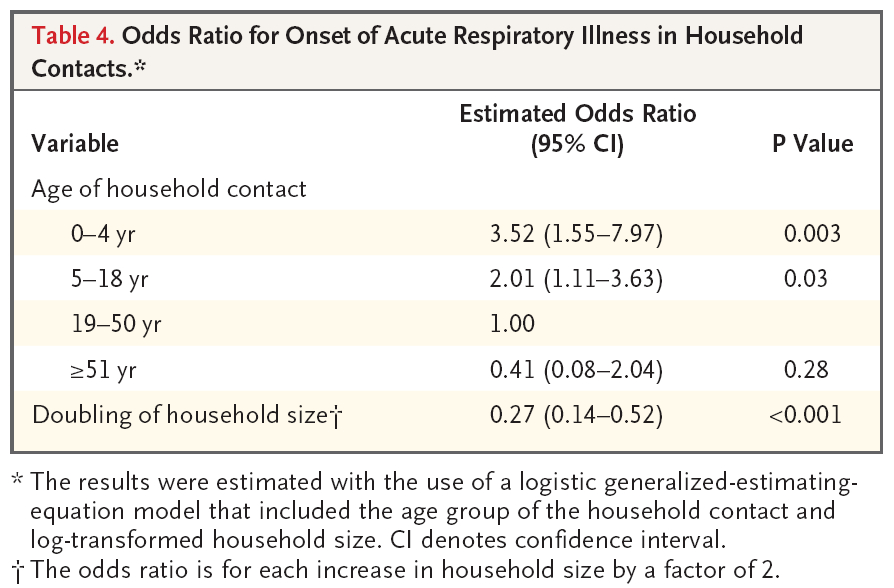 Table 4. Odds Ratio for Onset of Acute Respiratory Illness in Household
Contacts.*
Variable Estimated Odds Ratio (95% CI) P Value
Age of household contact
0–4 yr 3.52 (1.55–7.97) 0.003
5–18 yr 2.01 (1.11–3.63) 0.03
19–50 yr 1.00
≥51 yr 0.41 (0.08–2.04) 0.28
Doubling of household size† 0.27 (0.14–0.52) <0.001
* The results were estimated with the use of a logistic generalized-estimating-
equation model that included the age group of the household contact and
log-transformed household size. CI denotes confidence interval.
† The odds ratio is for each increase in household size by a factor of 2.